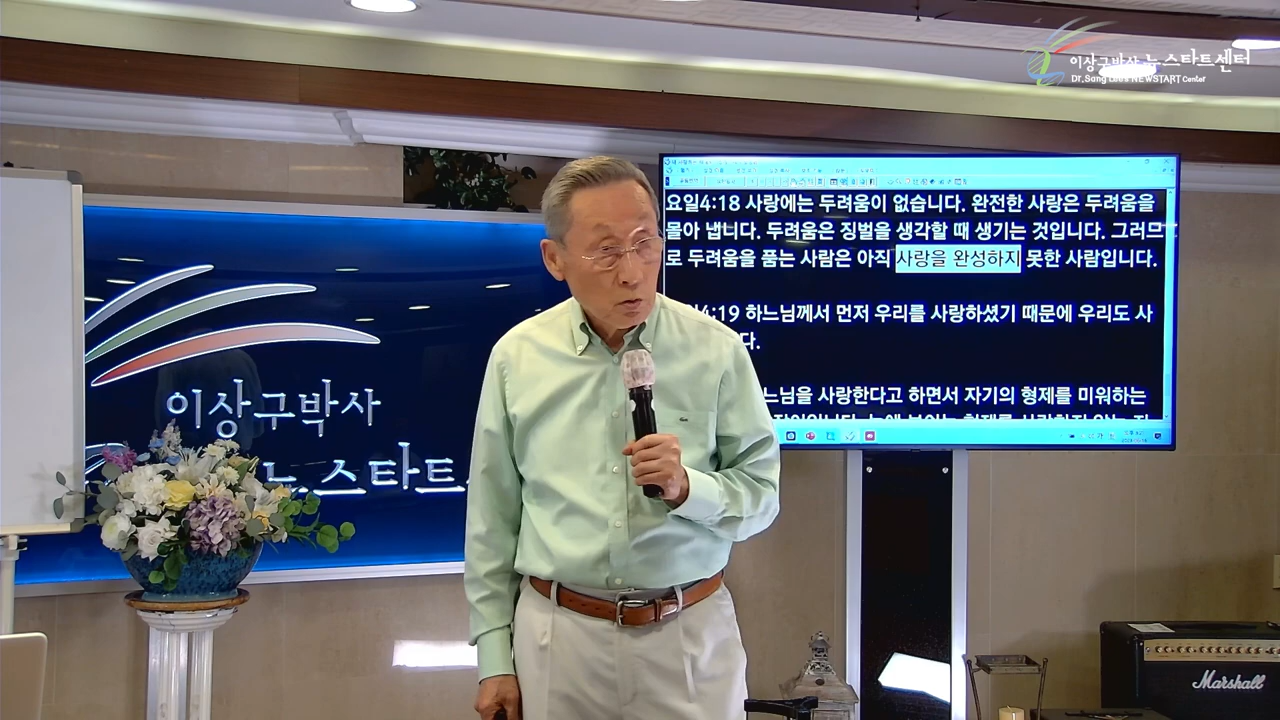 이상구박사 뉴스타트센터
Dr. Sang Lee's NEWSTART Center
요일4:18 사랑에는 두려움이 없습니다. 완전한 사랑은 두려움을
몰아 냅니다. 두려움은 징벌을 생각할 때 생기는 것입니다. 그러므
로 두려움을 품는 사람은 아직 사랑을 완성하지 못한 사람입니다.
4:19 하느님께서 먼저 우리를 사랑하셨기 때문에 우리도 사
다.
느님을 사랑한다고 하면서 자기의 형제를 미워하는
이상구박사
뉴스타트
Marshall